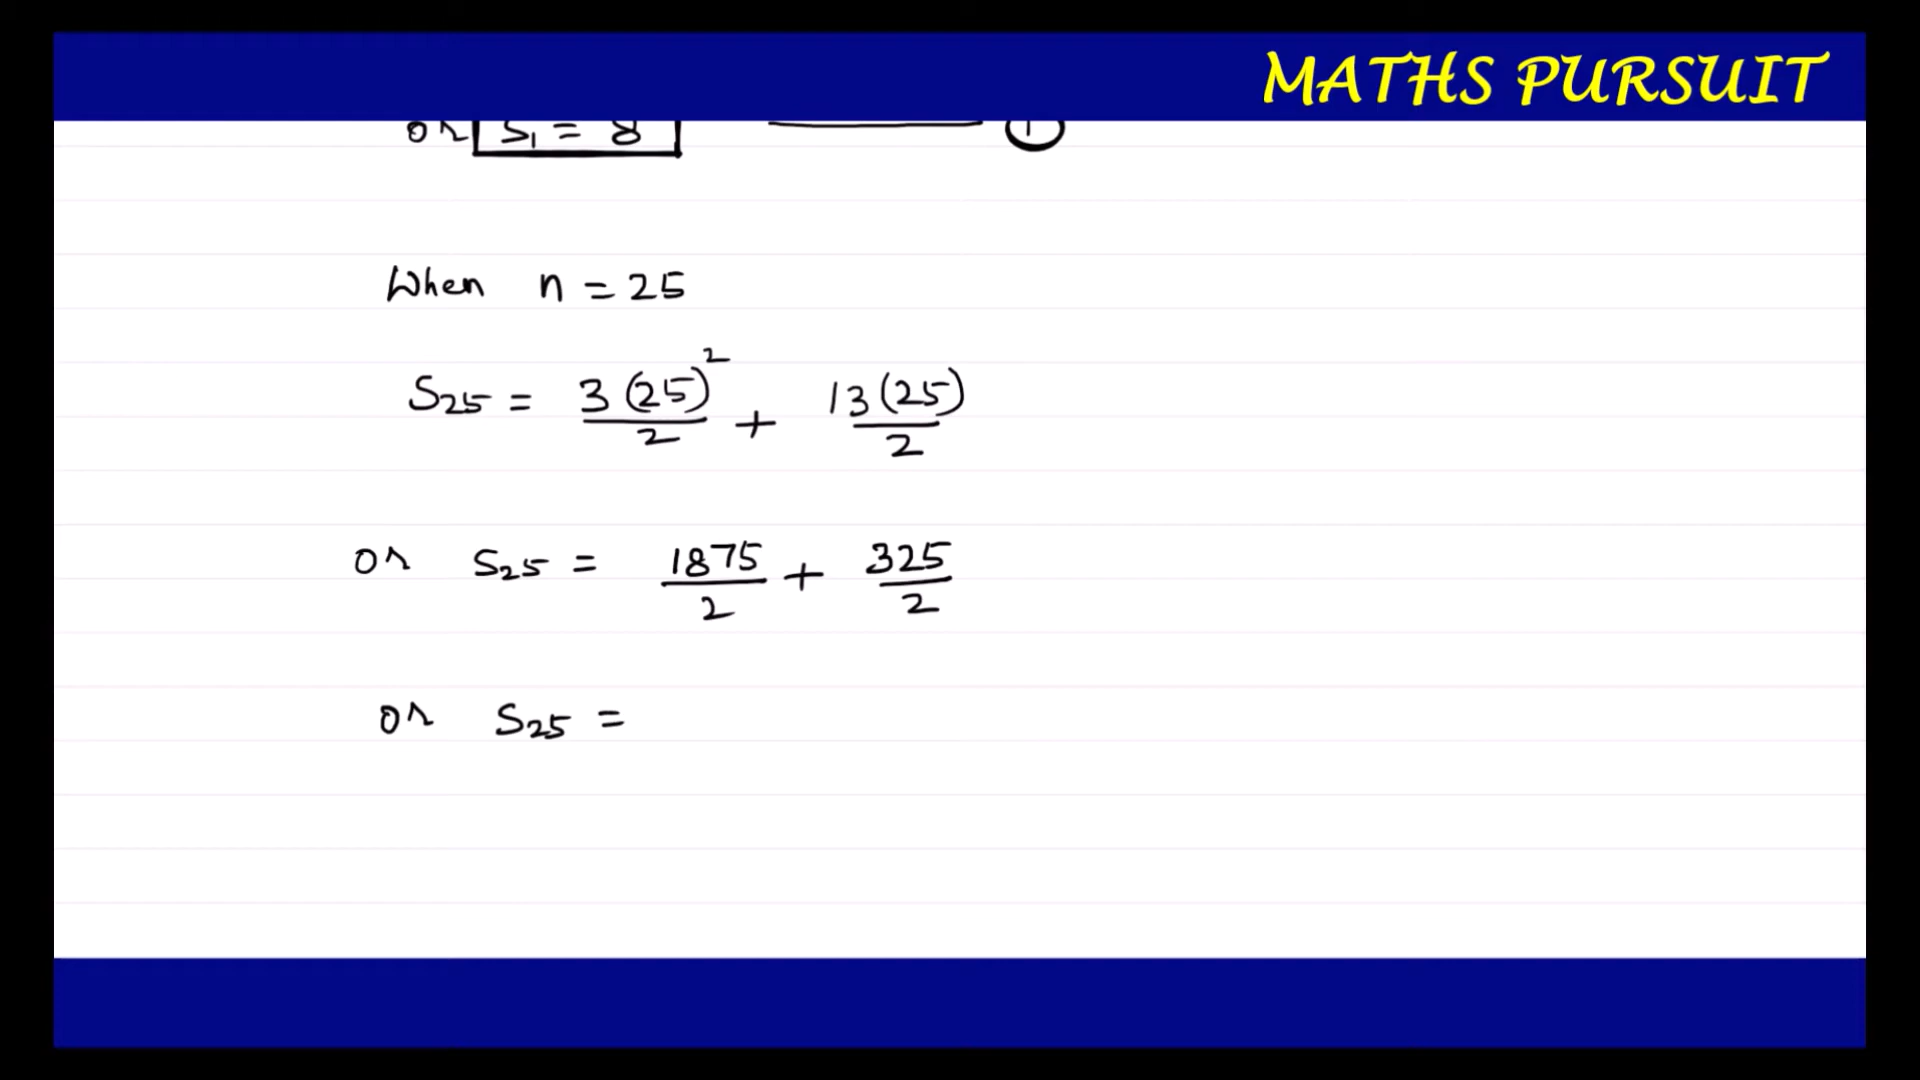 MATHS PURSUIT
or S₁ = 8 ——— ①
When n = 25
S₂₅ = 3(25)²/2 + 13(25)/2
or S₂₅ = 1875/2 + 325/2
or S₂₅ =